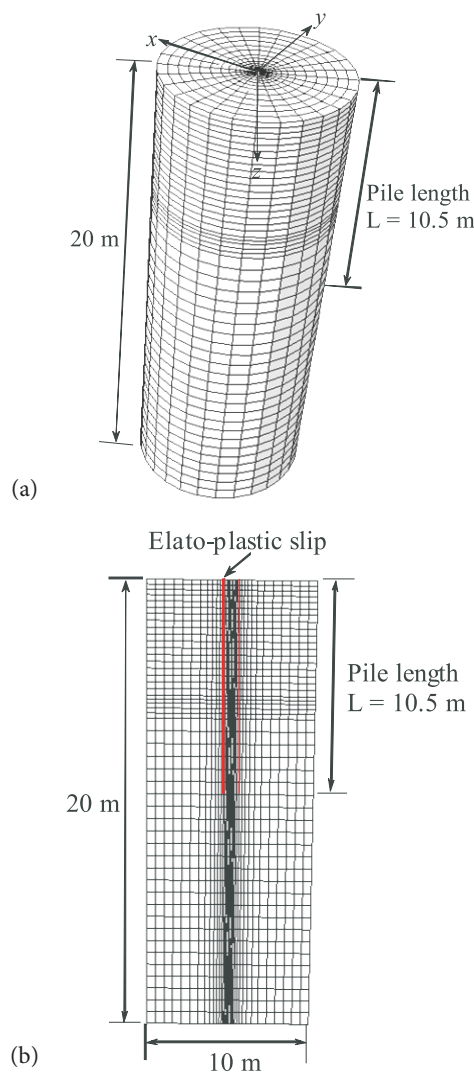 y
x
z
Pile length
L = 10.5 m
20 m
(a)
Elato-plastic slip
Pile length
L = 10.5 m
20 m
(b)
10 m